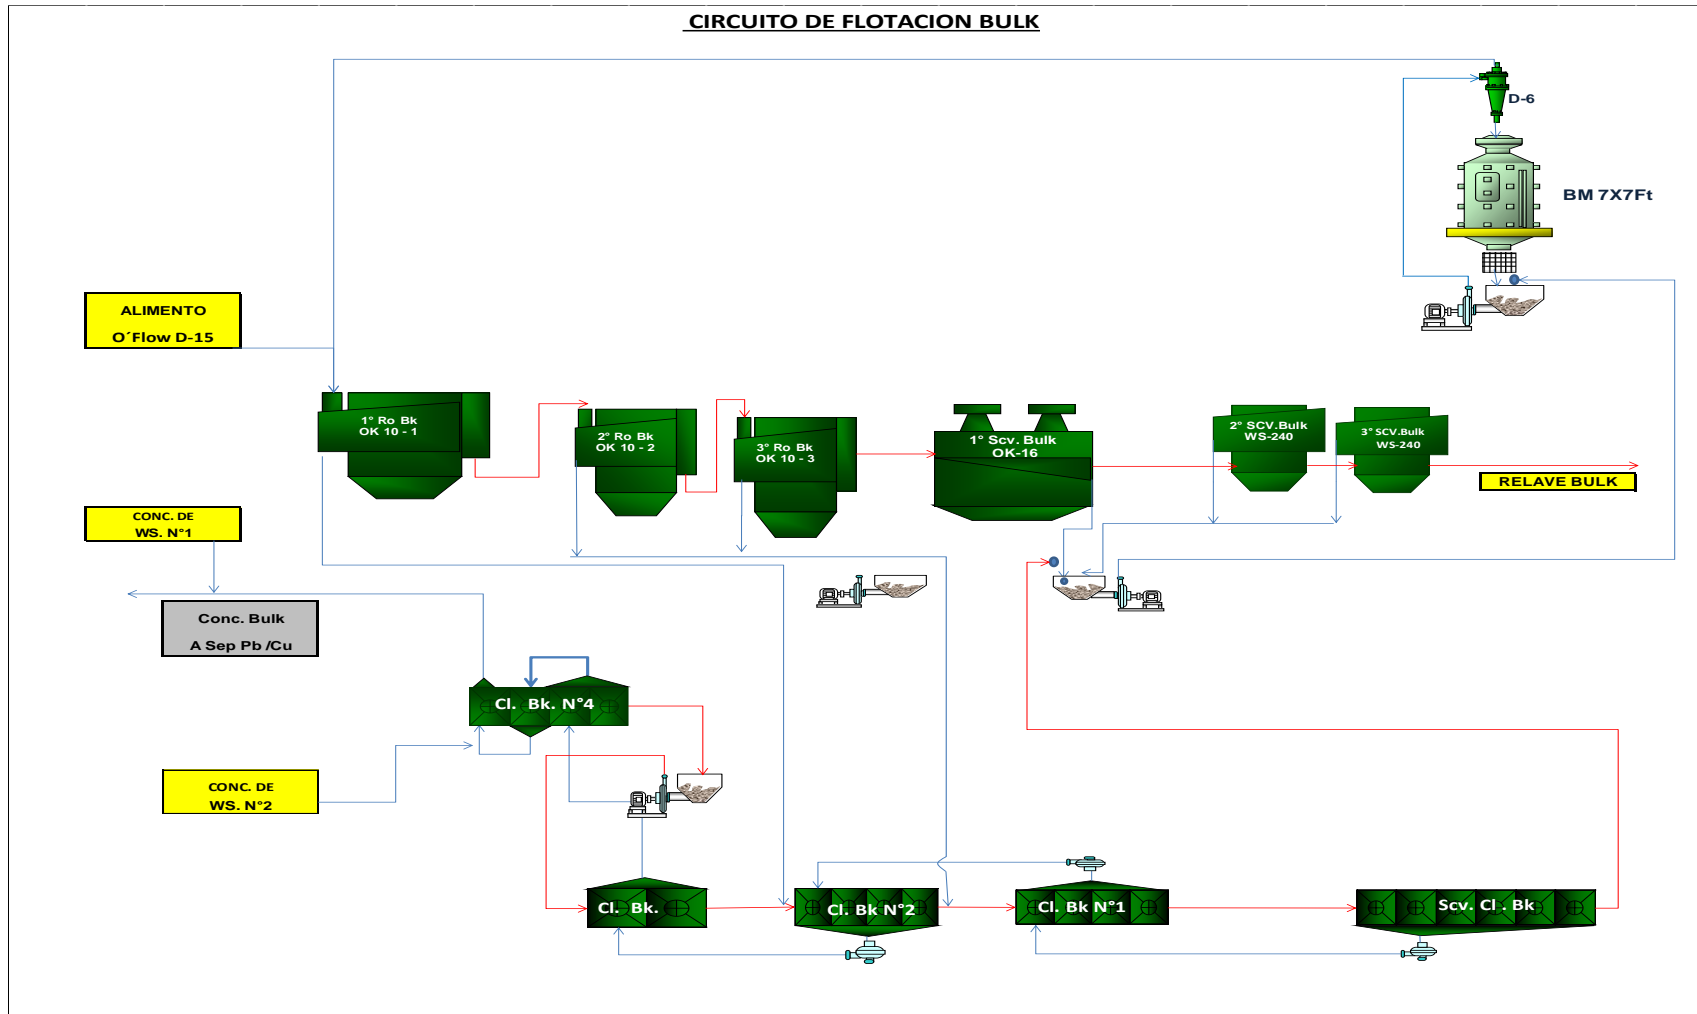 CIRCUITO DE FLOTACION BULK
D-6
BM 7X7Ft
ALIMENTO
O´Flow D-15
1° Ro Bk
OK 10 - 1
2° Ro Bk
OK 10 - 2
3° Ro Bk
OK 10 - 3
1° Scv. Bulk
OK-16
2° SCV.Bulk
WS-240
3° SCV.Bulk
WS-240
RELAVE BULK
CONC. DE
WS. N°1
Conc. Bulk
A Sep Pb /Cu
Cl. Bk. N°4
CONC. DE
WS. N°2
Cl. Bk.
Cl. Bk N°2
Cl. Bk N°1
Scv. Cl . Bk